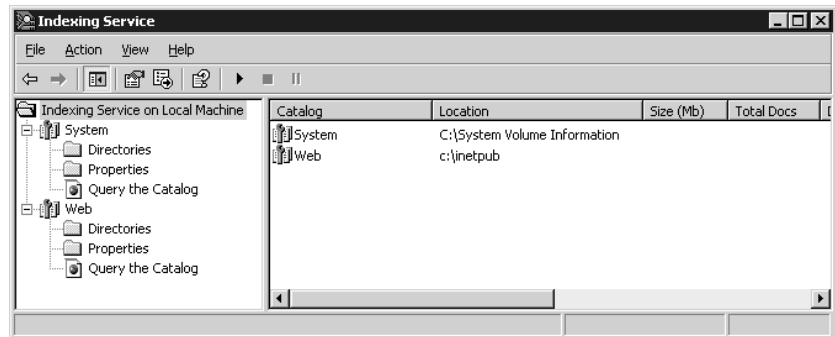 Indexing Service
File Action View Help
Indexing Service on Local Machine
System
Directories
Properties
Query the Catalog
Web
Directories
Properties
Query the Catalog
Catalog Location Size (Mb) Total Docs
System C:\System Volume Information
Web c:\inetpub